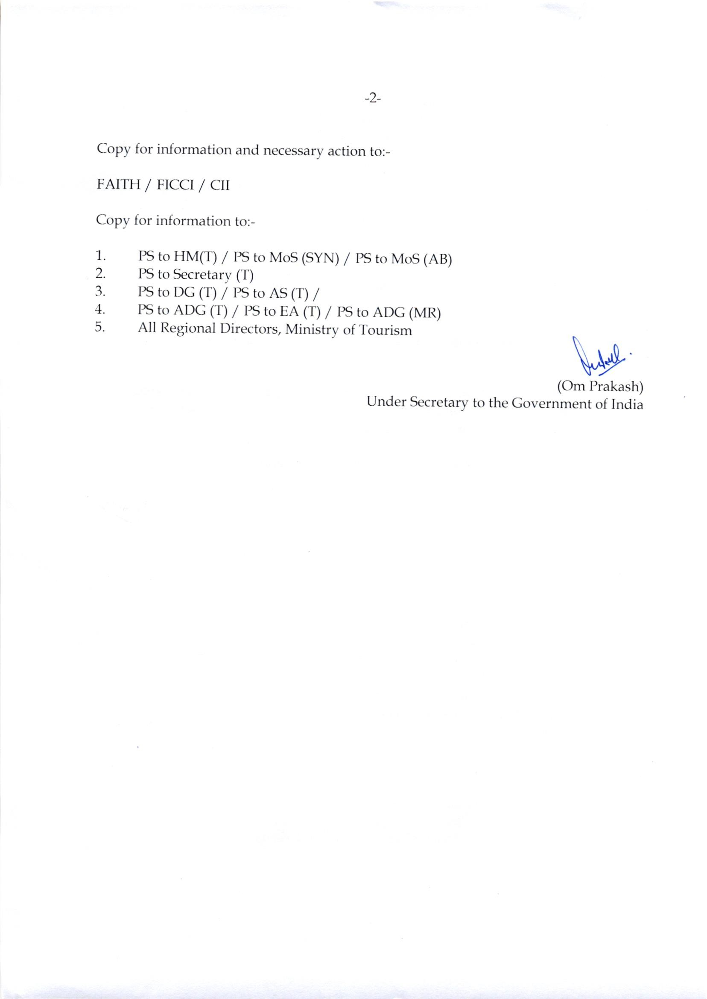 -2-
Copy for information and necessary action to:-
FAITH / FICCI / CII
Copy for information to:-
1. PS to HM(T) / PS to MoS (SYN) / PS to MoS (AB)
2. PS to Secretary (T)
3. PS to DG (T) / PS to AS (T) /
4. PS to ADG (T) / PS to EA (T) / PS to ADG (MR)
5. All Regional Directors, Ministry of Tourism
(Om Prakash)
Under Secretary to the Government of India